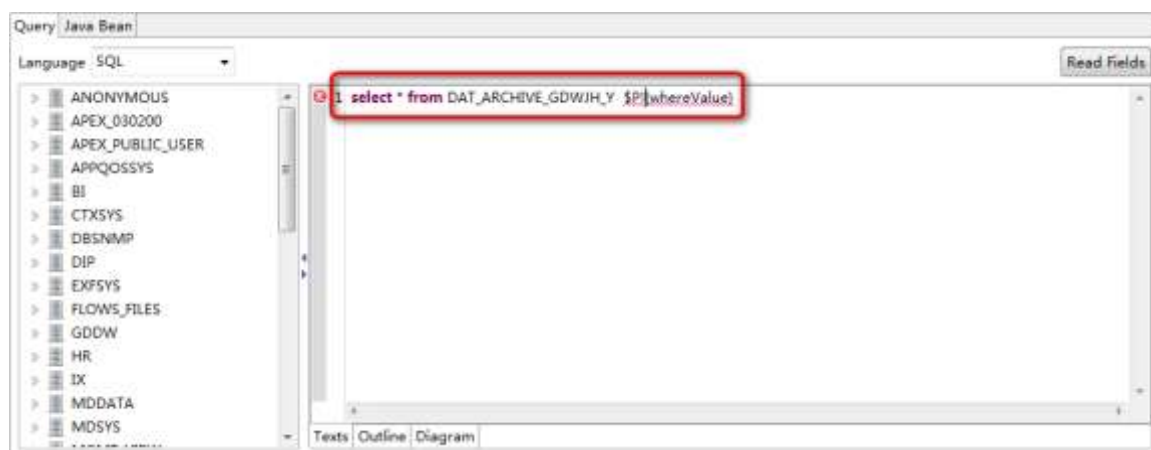 Query Java Bean
Language SQL
Read Fields
ANONYMOUS
APEX_030200
APEX_PUBLIC_USER
APPQOSSYS
BI
CTXSYS
DBSNMP
DIP
EXFSYS
FLOWS_FILES
GDDW
HR
IX
MDDATA
MDSYS
1 select * from DAT_ARCHIVE_GDWJH_Y $P!{whereValue}
Texts Outline Diagram